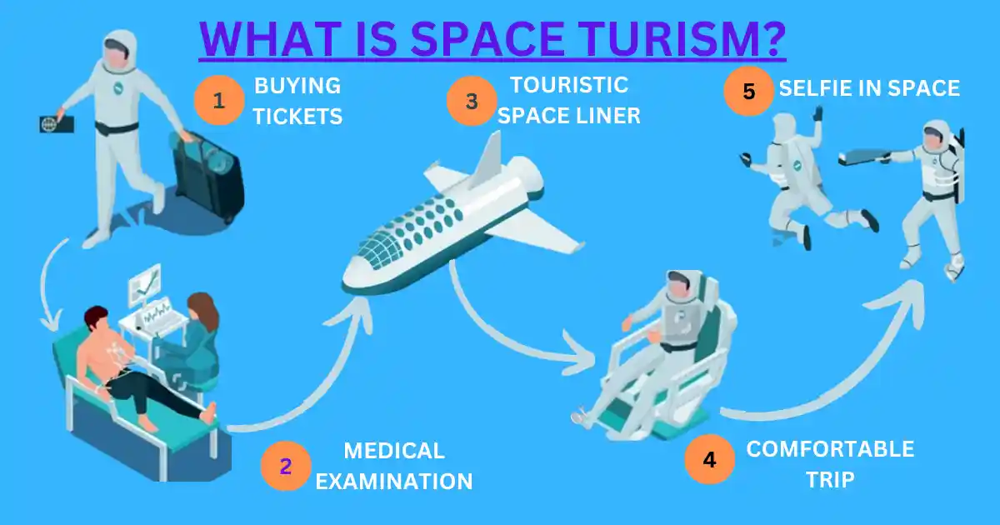 WHAT IS SPACE TURISM?
1
BUYING
TICKETS
2
MEDICAL
EXAMINATION
3
TOURISTIC
SPACE LINER
4
COMFORTABLE
TRIP
5
SELFIE IN SPACE